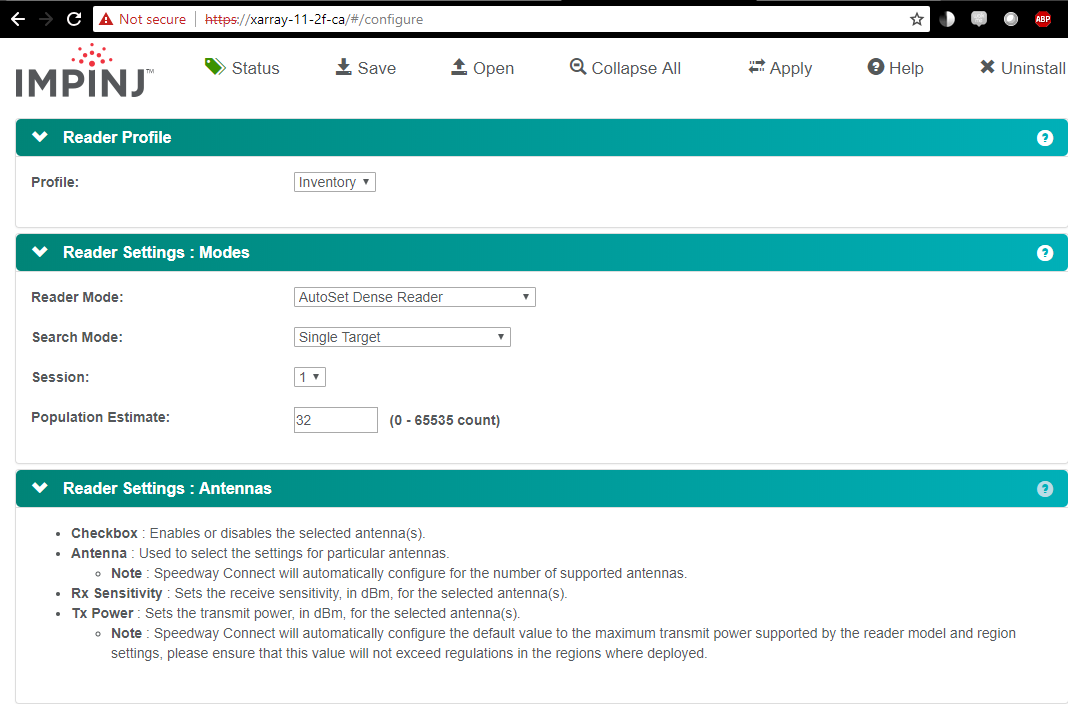 Not secure | https://xarray-11-2f-ca/#/configure ABP
IMPINJ™ Status Save Open Collapse All Apply Help Uninstall
Reader Profile ?
Profile: Inventory
Reader Settings : Modes ?
Reader Mode: AutoSet Dense Reader
Search Mode: Single Target
Session: 1
Population Estimate: 32 (0 - 65535 count)
Reader Settings : Antennas ?
• Checkbox : Enables or disables the selected antenna(s).
• Antenna : Used to select the settings for particular antennas.
◦ Note : Speedway Connect will automatically configure for the number of supported antennas.
• Rx Sensitivity : Sets the receive sensitivity, in dBm, for the selected antenna(s).
• Tx Power : Sets the transmit power, in dBm, for the selected antenna(s).
◦ Note : Speedway Connect will automatically configure the default value to the maximum transmit power supported by the reader model and region
settings, please ensure that this value will not exceed regulations in the regions where deployed.